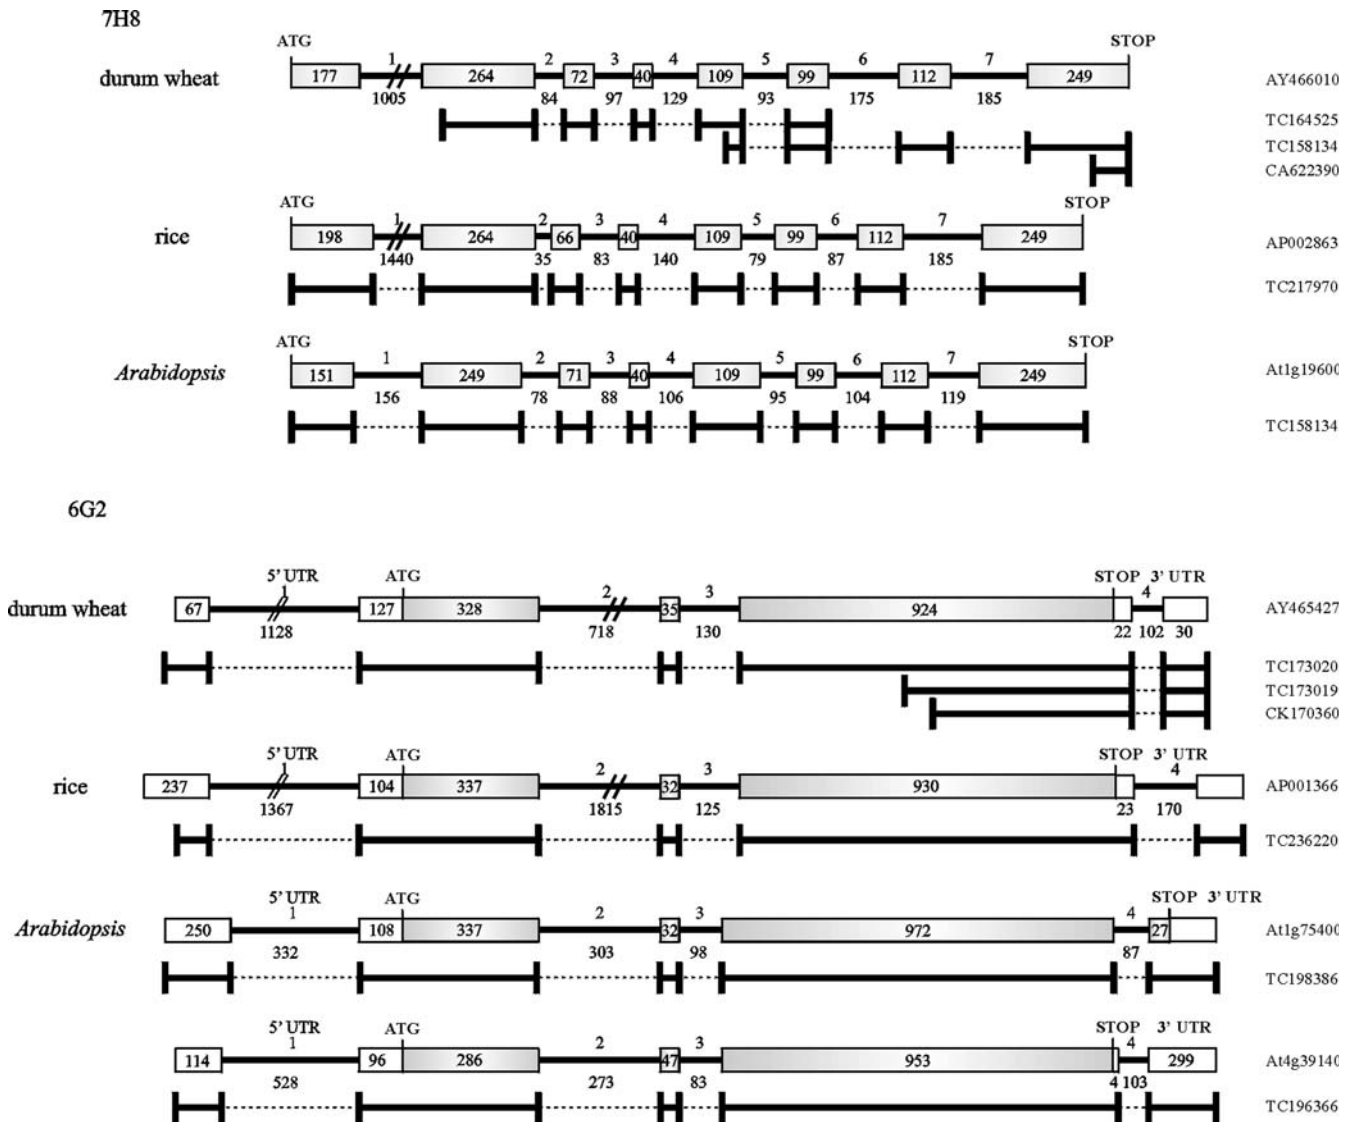 7H8
ATG STOP
durum wheat 177 1 264 2 72 3 40 4 109 5 99 6 112 7 249 AY466010
1005 84 97 129 93 175 185
TC164525
TC158134
CA622390
ATG STOP
rice 198 1 264 2 66 3 40 4 109 5 99 6 112 7 249 AP002863
1440 35 83 140 79 87 185
TC217970
ATG STOP
Arabidopsis 151 1 249 2 71 3 40 4 109 5 99 6 112 7 249 At1g19600
156 78 88 106 95 104 119
TC158134
6G2
5' UTR ATG STOP 3' UTR
durum wheat 67 1 127 328 2 35 3 924 4 AY465427
1128 718 130 22 102 30
TC173020
TC173019
CK170360
5' UTR ATG STOP 3' UTR
rice 237 1 104 337 2 32 3 930 4 AP001366
1367 1815 125 23 170
TC236220
5' UTR ATG STOP 3' UTR
Arabidopsis 250 1 108 337 2 32 3 972 4 27 At1g75400
332 303 98 87
TC198386
5' UTR ATG STOP 3' UTR
114 1 96 286 2 47 3 953 4 299 At4g39140
528 273 83 4 103
TC196366